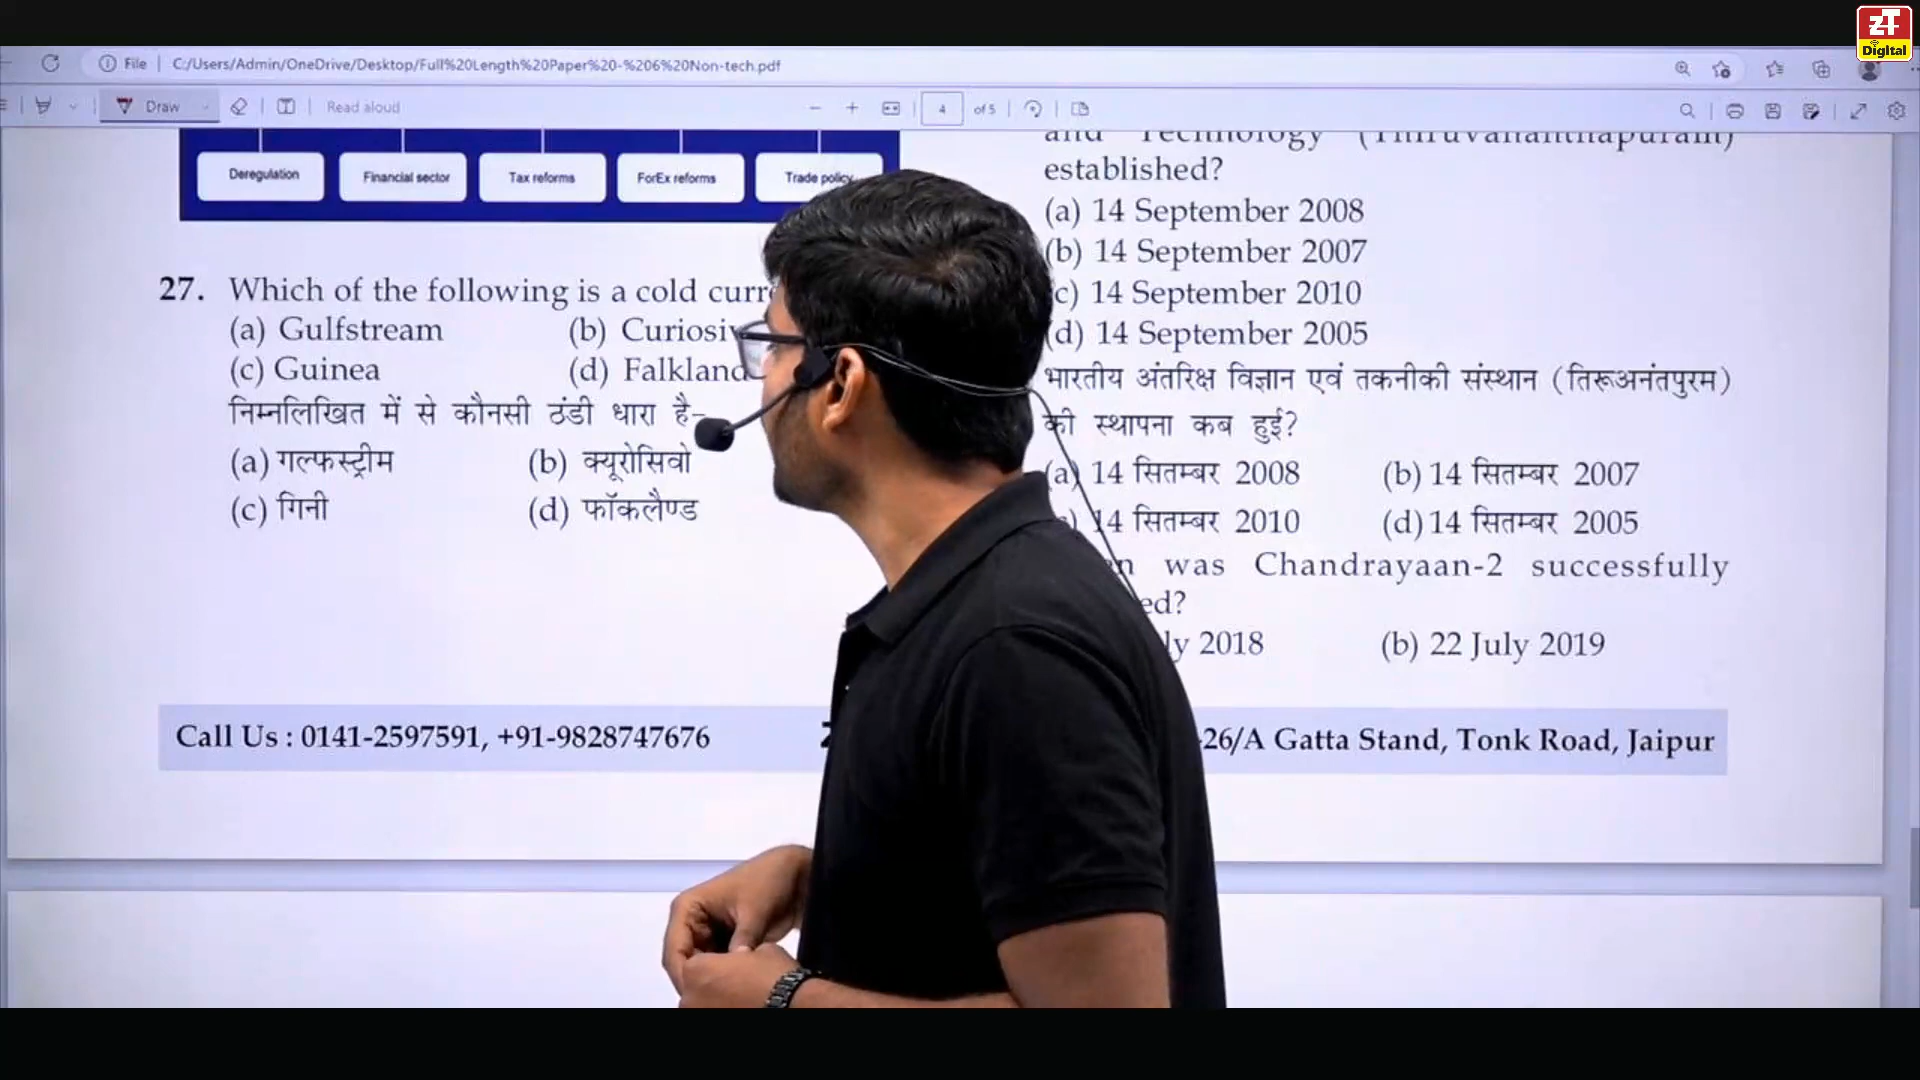 ZT
Digital
File
C:/Users/Admin/OneDrive/Desktop/Full%20Length%20Paper%20-%206%20Non-tech.pdf
Draw
Read aloud
4
of 5
Deregulation
Financial sector
Tax reforms
ForEx reforms
Trade policy
27. Which of the following is a cold
(a) Gulfstream
(b)
(c) Guinea
(d) Falkland
निम्नलिखित में से कौनसी ठंडी धारा है-
(a) गल्फस्ट्रीम
(b) क्यूरोसिवो
(c) गिनी
(d) फॉकलैण्ड
and Technology (Thiruvananthapuram)
established?
(a) 14 September 2008
(b) 14 September 2007
(c) 14 September 2010
(d) 14 September 2005
भारतीय अंतरिक्ष विज्ञान एवं तकनीकी संस्थान (तिरूअनंतपुरम)
की स्थापना कब हुई?
(a) 14 सितम्बर 2008
(b) 14 सितम्बर 2007
14 सितम्बर 2010
(d) 14 सितम्बर 2005
was Chandrayaan-2 successfully
2018
(b) 22 July 2019
Call Us : 0141-2597591, +91-9828747676
-26/A Gatta Stand, Tonk Road, Jaipur